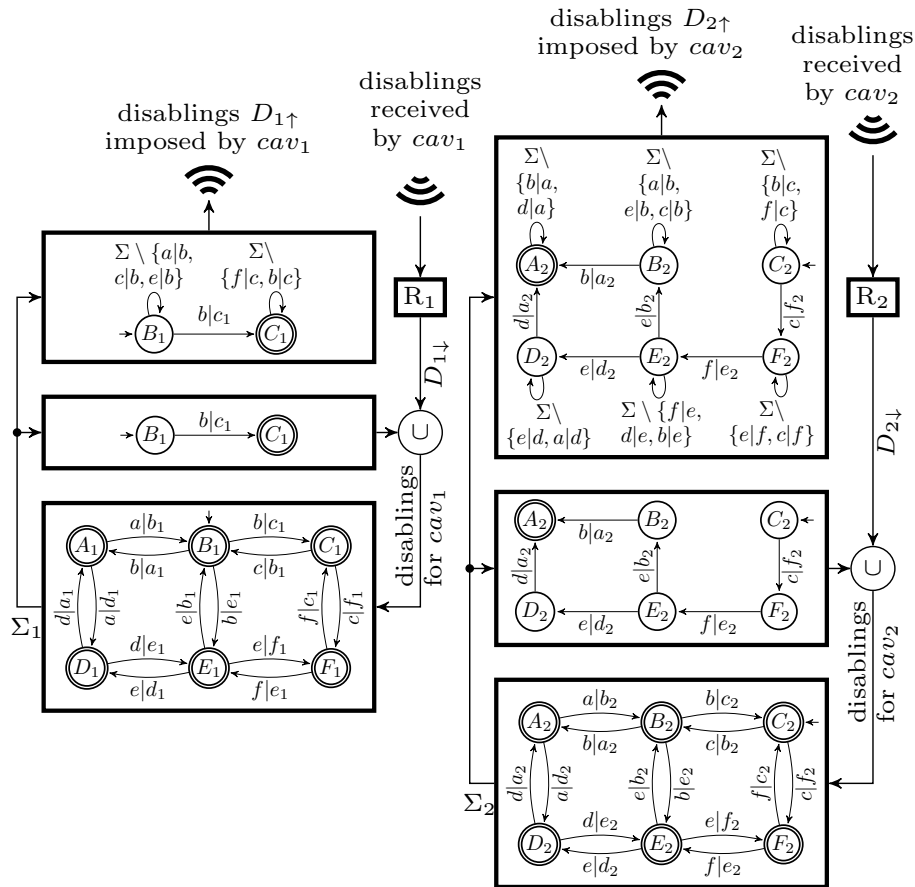 disablings D₁↑
imposed by cav₁
disablings
received
by cav₁
Σ \ {a|b,
c|b, e|b}
Σ\
{f|c, b|c}
B₁
b|c₁
C₁
R₁
D₁↓
B₁
b|c₁
C₁
∪
disablings
for cav₁
A₁
a|b₁
b|a₁
B₁
b|c₁
c|b₁
C₁
d|a₁
a|d₁
e|b₁
b|e₁
f|c₁
c|f₁
D₁
d|e₁
e|d₁
E₁
e|f₁
f|e₁
F₁
Σ₁
disablings D₂↑
imposed by cav₂
disablings
received
by cav₂
Σ\
{b|a,
d|a}
Σ\
{a|b,
e|b, c|b}
Σ\
{b|c,
f|c}
A₂
b|a₂
B₂
C₂
d|a₂
e|b₂
c|f₂
D₂
e|d₂
E₂
f|e₂
F₂
Σ\
{e|d, a|d}
Σ \ {f|e,
d|e, b|e}
Σ\
{e|f, c|f}
R₂
D₂↓
A₂
b|a₂
B₂
C₂
d|a₂
e|b₂
c|f₂
D₂
e|d₂
E₂
f|e₂
F₂
∪
disablings
for cav₂
A₂
a|b₂
b|a₂
B₂
b|c₂
c|b₂
C₂
d|a₂
a|d₂
e|b₂
b|e₂
f|c₂
c|f₂
D₂
d|e₂
e|d₂
E₂
e|f₂
f|e₂
F₂
Σ₂